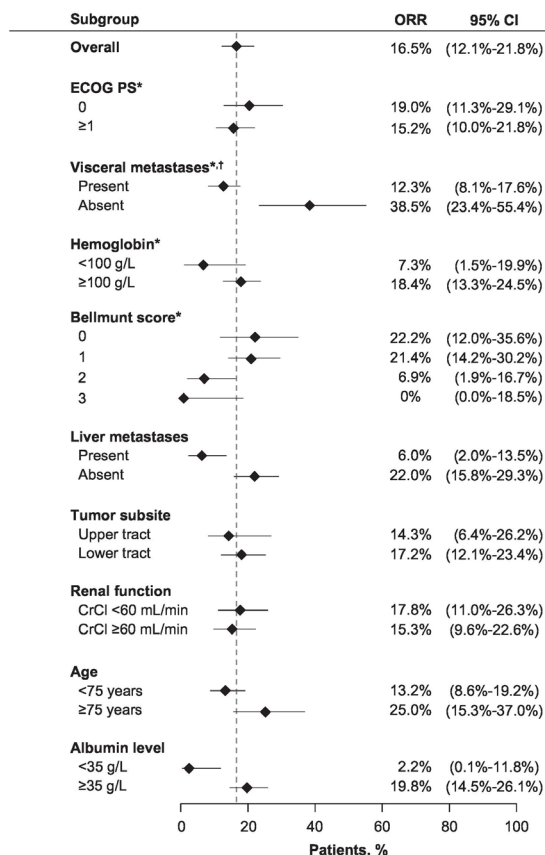 Subgroup ORR 95% CI
Overall 16.5% (12.1%-21.8%)
ECOG PS*
0 19.0% (11.3%-29.1%)
≥1 15.2% (10.0%-21.8%)
Visceral metastases*,†
Present 12.3% (8.1%-17.6%)
Absent 38.5% (23.4%-55.4%)
Hemoglobin*
<100 g/L 7.3% (1.5%-19.9%)
≥100 g/L 18.4% (13.3%-24.5%)
Bellmunt score*
0 22.2% (12.0%-35.6%)
1 21.4% (14.2%-30.2%)
2 6.9% (1.9%-16.7%)
3 0% (0.0%-18.5%)
Liver metastases
Present 6.0% (2.0%-13.5%)
Absent 22.0% (15.8%-29.3%)
Tumor subsite
Upper tract 14.3% (6.4%-26.2%)
Lower tract 17.2% (12.1%-23.4%)
Renal function
CrCl <60 mL/min 17.8% (11.0%-26.3%)
CrCl ≥60 mL/min 15.3% (9.6%-22.6%)
Age
<75 years 13.2% (8.6%-19.2%)
≥75 years 25.0% (15.3%-37.0%)
Albumin level
<35 g/L 2.2% (0.1%-11.8%)
≥35 g/L 19.8% (14.5%-26.1%)
0 20 40 60 80 100
Patients, %